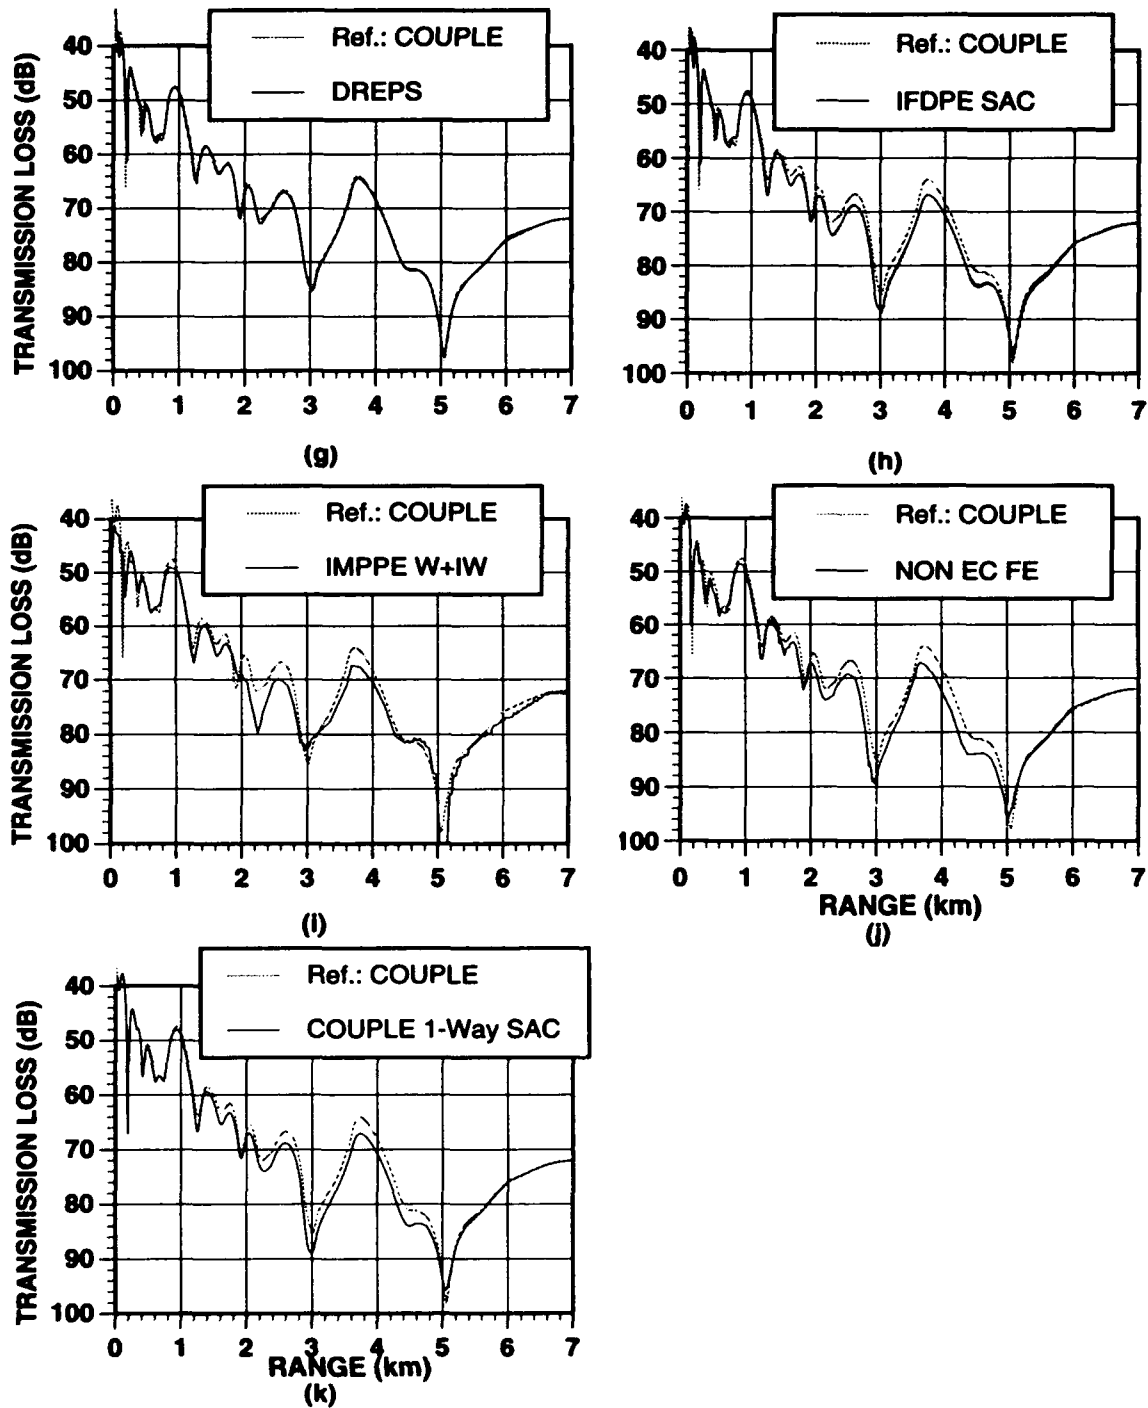 Ref.: COUPLE
DREPS
TRANSMISSION LOSS (dB)
40
50
60
70
80
90
100
0 1 2 3 4 5 6 7
(g)
Ref.: COUPLE
IFDPE SAC
40
50
60
70
80
90
100
0 1 2 3 4 5 6 7
(h)
Ref.: COUPLE
IMPPE W+IW
TRANSMISSION LOSS (dB)
40
50
60
70
80
90
100
0 1 2 3 4 5 6 7
(i)
Ref.: COUPLE
NON EC FE
40
50
60
70
80
90
100
0 1 2 3 4 5 6 7
RANGE (km)
(j)
Ref.: COUPLE
COUPLE 1-Way SAC
TRANSMISSION LOSS (dB)
40
50
60
70
80
90
100
0 1 2 3 4 5 6 7
RANGE (km)
(k)